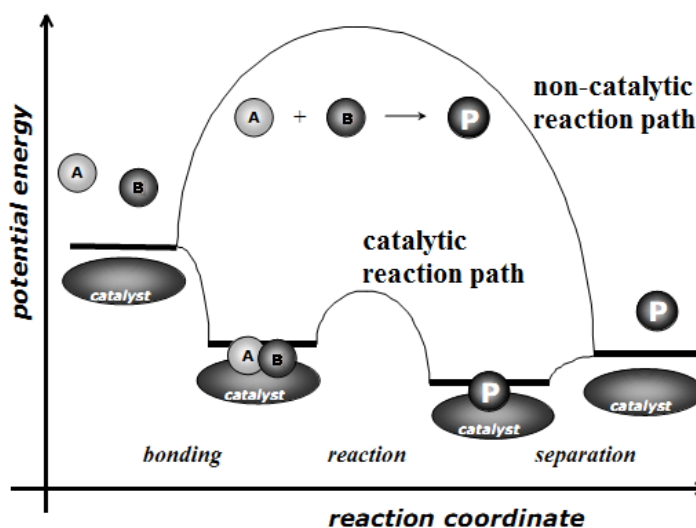 potential energy
A + B → P
non-catalytic
reaction path
A
B
catalytic
reaction path
catalyst
P
A B
catalyst
P
catalyst
catalyst
bonding reaction separation
reaction coordinate